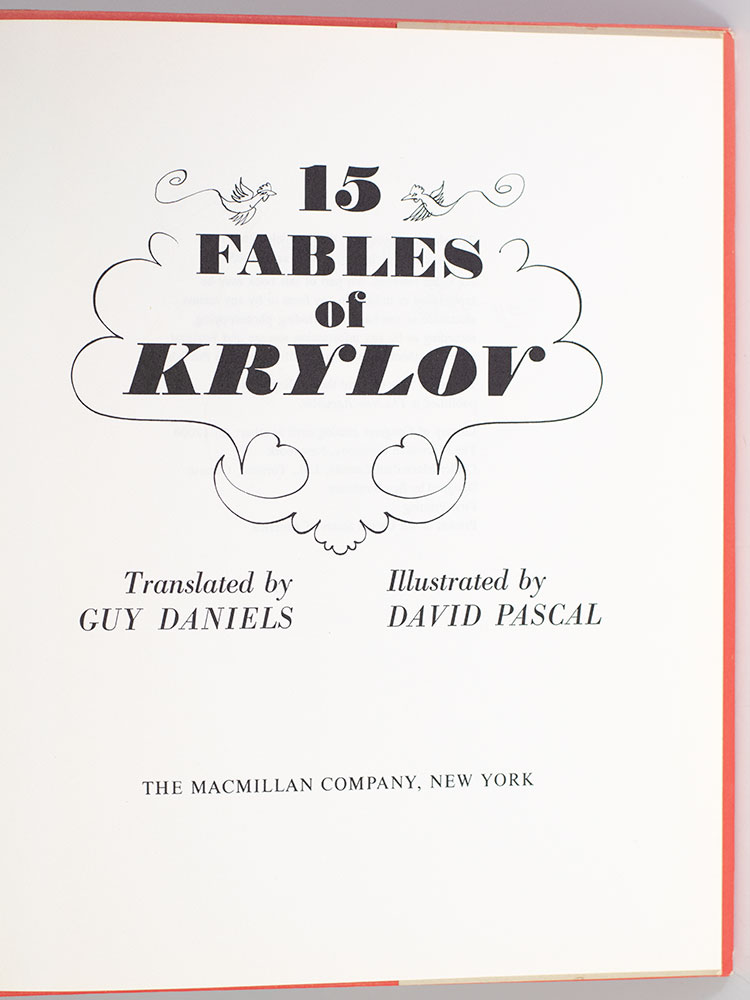 15
FABLES
of
KRYLOV
Translated by
GUY DANIELS
Illustrated by
DAVID PASCAL
THE MACMILLAN COMPANY, NEW YORK